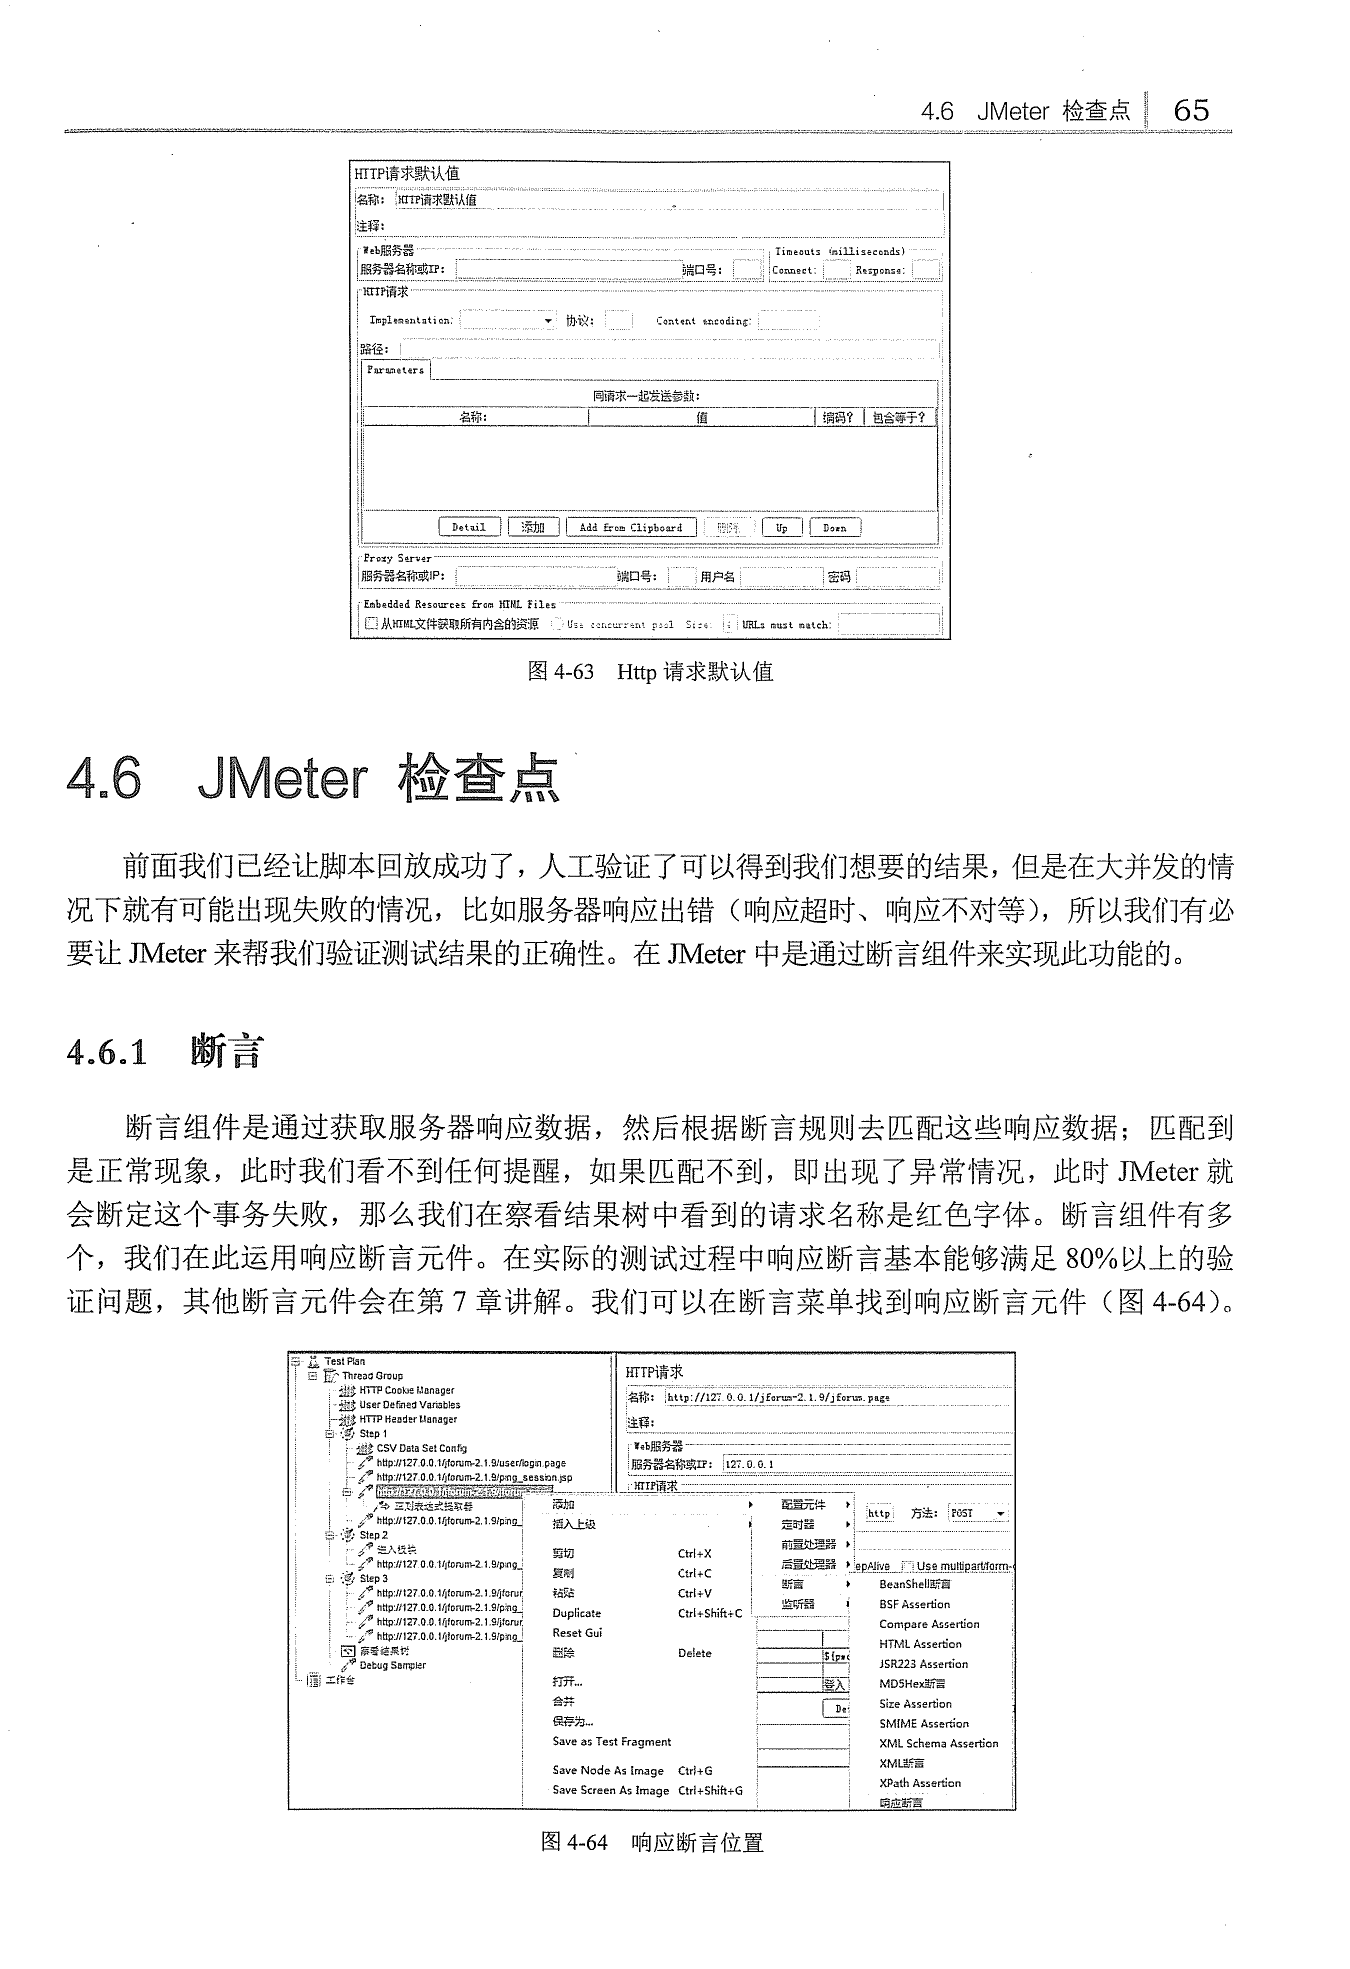 4.6 JMeter 检查点 65
HTTP请求默认值
名称： HTTP请求默认值
注释：
Web服务器
Timeouts (milliseconds)
服务器名称或IP： 端口号： Connect: Response:
HTTP请求
Implementation: 协议： Content encoding:
路径：
Parameters
同请求一起发送参数：
名称： 值 编码？ 包含等于？
Detail 添加 Add from Clipboard 删除 Up Down
Proxy Server
服务器名称或IP： 端口号： 用户名 密码
Embedded Resources from HTML Files
从HTML文件获取所有内含的资源 Use concurrent pool Size: URLs must match:
图 4-63 Http 请求默认值
4.6 JMeter 检查点
前面我们已经让脚本回放成功了，人工验证了可以得到我们想要的结果，但是在大并发的情
况下就有可能出现失败的情况，比如服务器响应出错（响应超时、响应不对等），所以我们有必
要让 JMeter 来帮我们验证测试结果的正确性。在 JMeter 中是通过断言组件来实现此功能的。
4.6.1 断言
断言组件是通过获取服务器响应数据，然后根据断言规则去匹配这些响应数据；匹配到
是正常现象，此时我们看不到任何提醒，如果匹配不到，即出现了异常情况，此时 JMeter 就
会断定这个事务失败，那么我们在察看结果树中看到的请求名称是红色字体。断言组件有多
个，我们在此运用响应断言元件。在实际的测试过程中响应断言基本能够满足 80%以上的验
证问题，其他断言元件会在第 7 章讲解。我们可以在断言菜单找到响应断言元件（图 4-64）。
Test Plan
Thread Group
HTTP Cookie Manager
User Defined Variables
HTTP Header Manager
Step 1
CSV Data Set Config
http://127.0.0.1/jforum-2.1.9/user/login.page
http://127.0.0.1/jforum-2.1.9/ping_session.jsp
正则表达式提取器
http://127.0.0.1/jforum-2.1.9/ping_
Step 2
进入板块
http://127.0.0.1/jforum-2.1.9/ping_
Step 3
http://127.0.0.1/jforum-2.1.9/jforur
http://127.0.0.1/jforum-2.1.9/ping_
http://127.0.0.1/jforum-2.1.9/jforur
http://127.0.0.1/jforum-2.1.9/ping_
察看结果树
Debug Sampler
工作台
HTTP请求
名称： http://127.0.0.1/jforum-2.1.9/jforum.page
注释：
Web服务器
服务器名称或IP： 127.0.0.1
HTTP请求
http 方法： POST
epAlive Use multipart/form-
${pw
登入
De
添加
插入上级
剪切 Ctrl+X
复制 Ctrl+C
粘贴 Ctrl+V
Duplicate Ctrl+Shift+C
Reset Gui
删除 Delete
打开...
合并
保存为...
Save as Test Fragment
Save Node As Image Ctrl+G
Save Screen As Image Ctrl+Shift+G
配置元件
定时器
前置处理器
后置处理器
断言
监听器
BeanShell断言
BSF Assertion
Compare Assertion
HTML Assertion
JSR223 Assertion
MD5Hex断言
Size Assertion
SMIME Assertion
XML Schema Assertion
XML断言
XPath Assertion
响应断言
图 4-64 响应断言位置